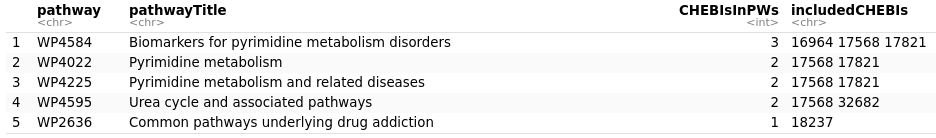 pathway pathwayTitle CHEBIsInPWs includedCHEBIs
<chr> <chr> <int> <chr>
1 WP4584 Biomarkers for pyrimidine metabolism disorders 3 16964 17568 17821
2 WP4022 Pyrimidine metabolism 2 17568 17821
3 WP4225 Pyrimidine metabolism and related diseases 2 17568 17821
4 WP4595 Urea cycle and associated pathways 2 17568 32682
5 WP2636 Common pathways underlying drug addiction 1 18237